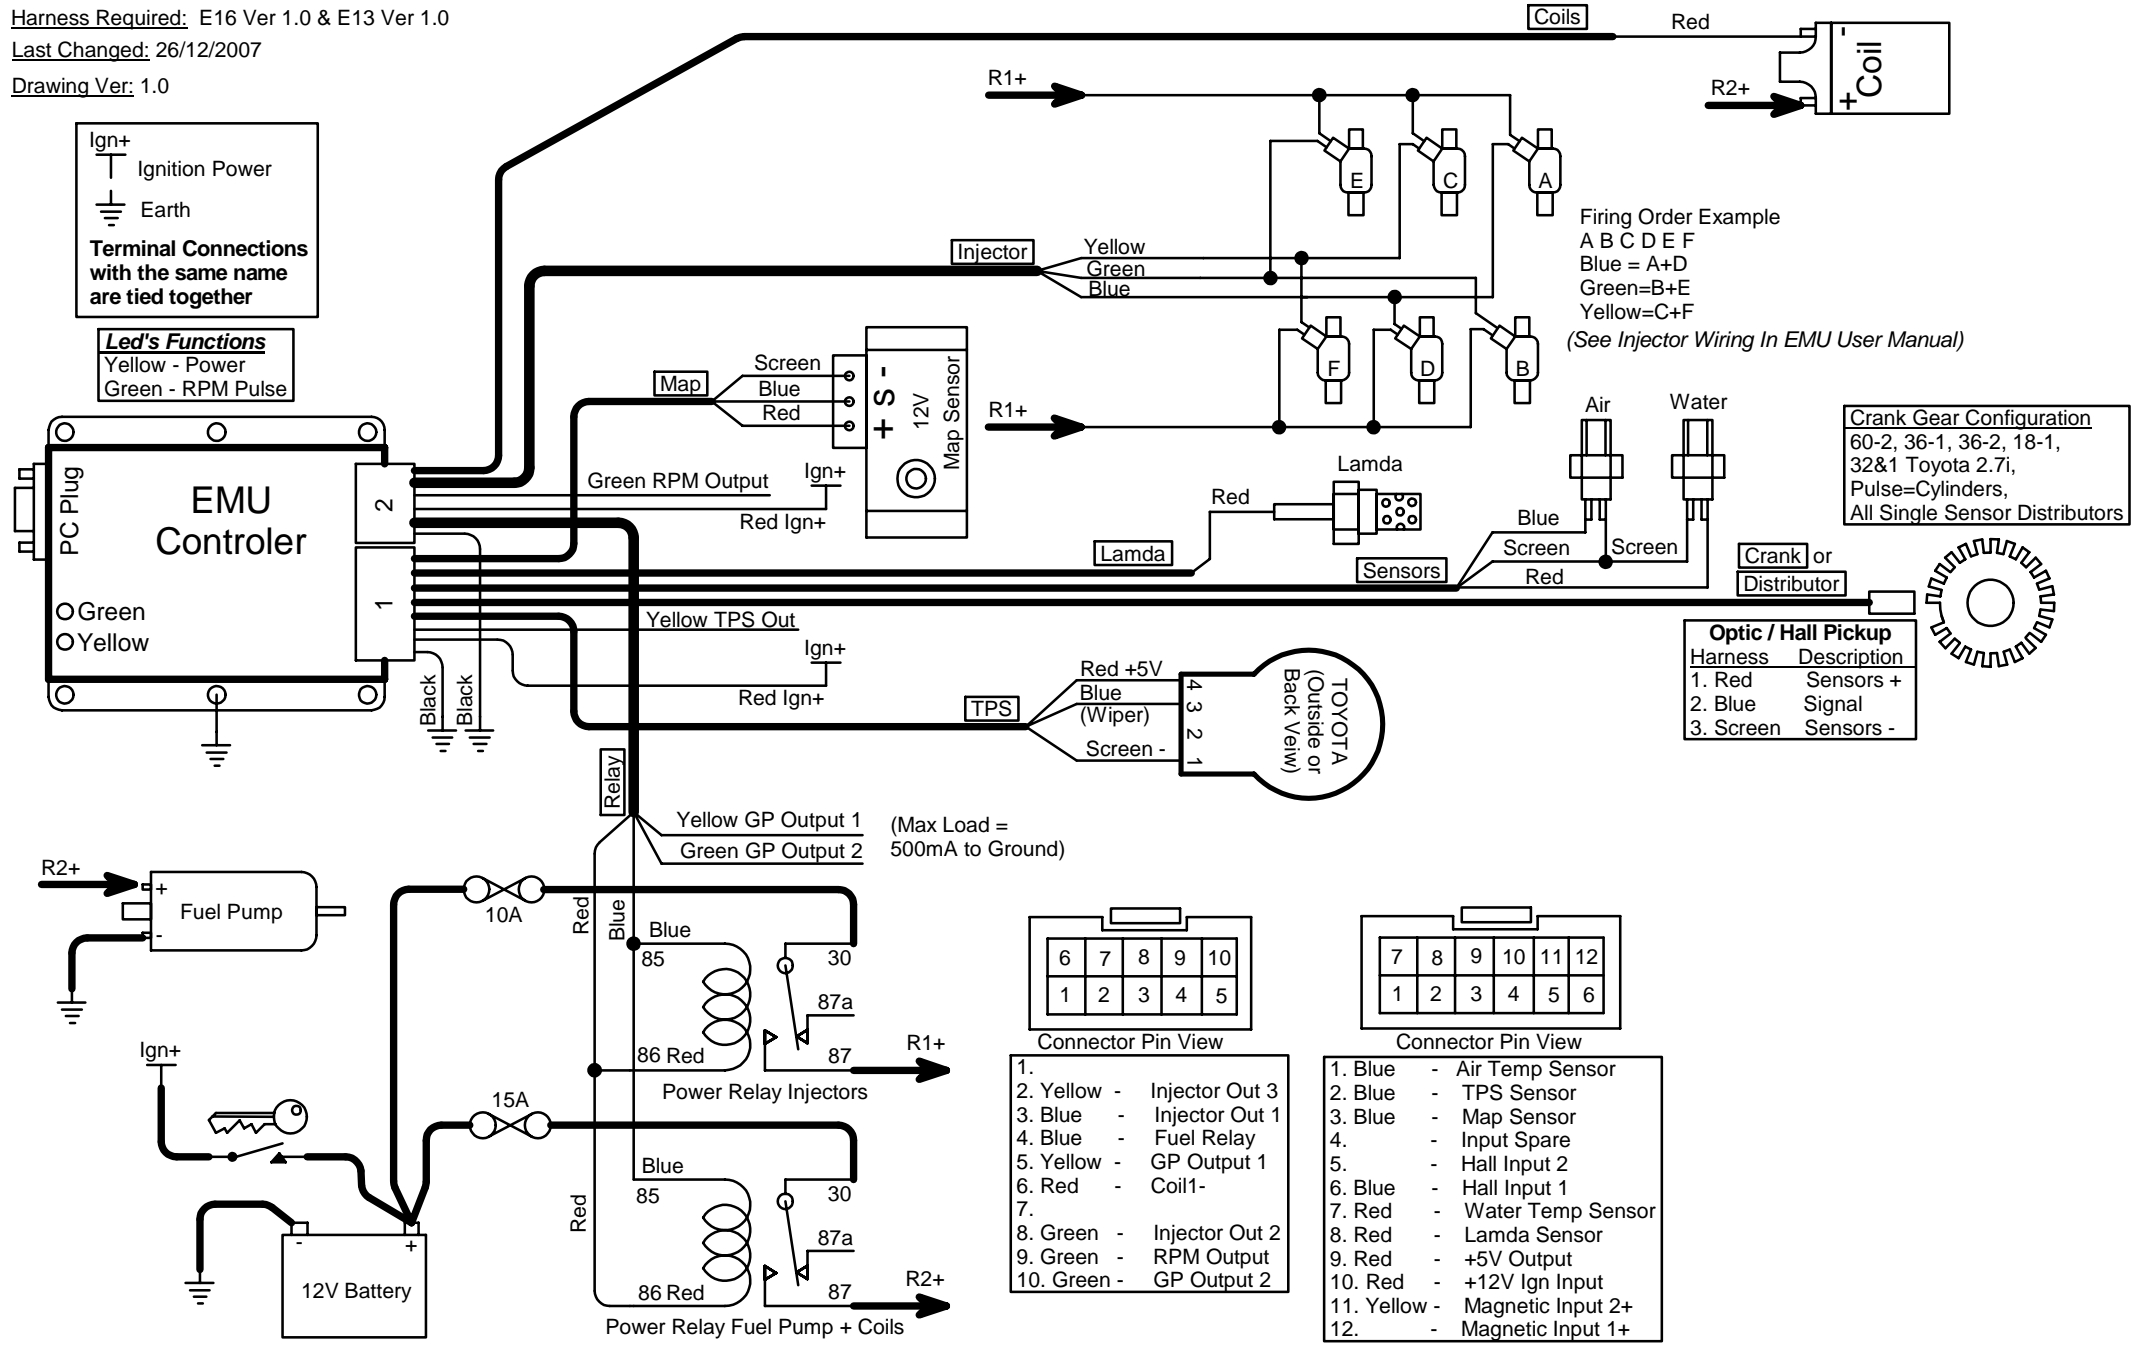 Harness Required: E16 Ver 1.0 & E13 Ver 1.0
Last Changed: 26/12/2007
Drawing Ver: 1.0
Ign+
Ignition Power
Earth
Terminal Connections
with the same name
are tied together
Led's Functions
Yellow - Power
Green - RPM Pulse
PC Plug
EMU
Controler
Green
Yellow
2
1
Coils
Red
R2+
- 
+
Coil
R1+
E
C
A
Injector
Yellow
Green
Blue
F
D
B
R1+
Firing Order Example
A B C D E F
Blue = A+D
Green=B+E
Yellow=C+F
(See Injector Wiring In EMU User Manual)
Map
Screen
Blue
Red
+ S -
12V
Map Sensor
Green RPM Output
Ign+
Red Ign+
Lamda
Red
Lamda
Air
Water
Sensors
Blue
Screen
Screen
Red
Crank Gear Configuration
60-2, 36-1, 36-2, 18-1,
32&1 Toyota 2.7i,
Pulse=Cylinders,
All Single Sensor Distributors
Crank or
Distributor
Optic / Hall Pickup
Harness Description
1. Red Sensors +
2. Blue Signal
3. Screen Sensors -
Yellow TPS Out
Ign+
Red Ign+
Black
Black
TPS
Red +5V
Blue
(Wiper)
Screen -
4
3
2
1
TOYOTA
(Outside or
Back Veiw)
Relay
Yellow GP Output 1
Green GP Output 2
(Max Load =
500mA to Ground)
R2+
+
-
Fuel Pump
10A
Red
Blue
Blue
85
30
87a
86 Red
87
R1+
Power Relay Injectors
15A
Red
Blue
85
30
87a
86 Red
87
R2+
Power Relay Fuel Pump + Coils
Ign+
-
+
12V Battery
6 7 8 9 10
1 2 3 4 5
Connector Pin View
1.
2. Yellow - Injector Out 3
3. Blue - Injector Out 1
4. Blue - Fuel Relay
5. Yellow - GP Output 1
6. Red - Coil1-
7.
8. Green - Injector Out 2
9. Green - RPM Output
10. Green - GP Output 2
7 8 9 10 11 12
1 2 3 4 5 6
Connector Pin View
1. Blue - Air Temp Sensor
2. Blue - TPS Sensor
3. Blue - Map Sensor
4. - Input Spare
5. - Hall Input 2
6. Blue - Hall Input 1
7. Red - Water Temp Sensor
8. Red - Lamda Sensor
9. Red - +5V Output
10. Red - +12V Ign Input
11. Yellow - Magnetic Input 2+
12. - Magnetic Input 1+